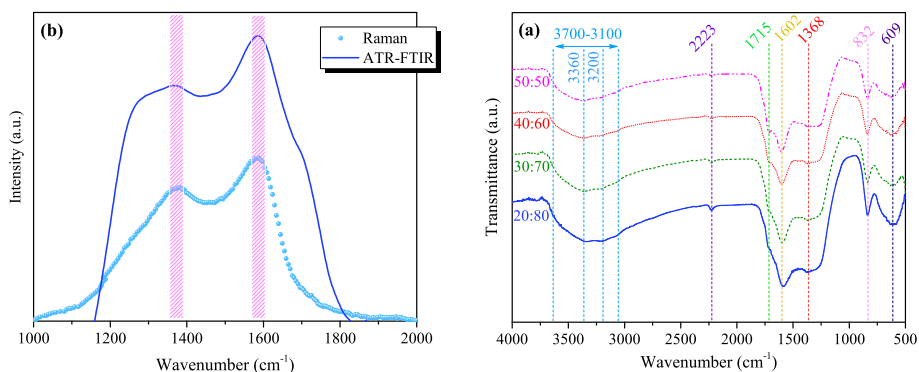 (b)
Raman
ATR-FTIR
Intensity (a.u.)
1000 1200 1400 1600 1800 2000
Wavenumber (cm-1)
(a)
3700-3100
3360
3200
2223
1715
1602
1368
832
609
50:50
40:60
30:70
20:80
Transmittance (a.u.)
4000 3500 3000 2500 2000 1500 1000 500
Wavenumber (cm-1)